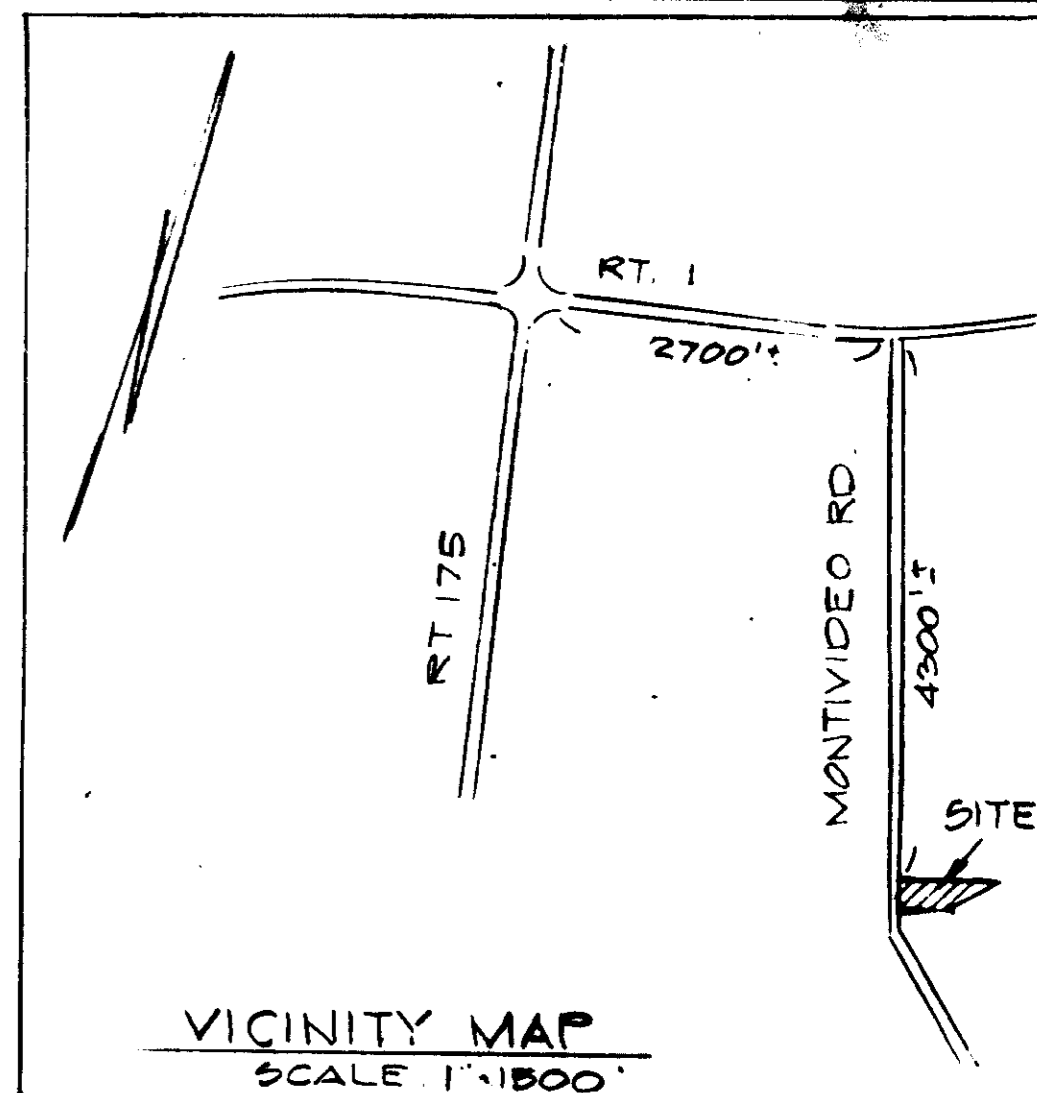 RT. 1
2700'±
RT 175
MONTIVIDEO RD.
4300'±
SITE
VICINITY MAP
SCALE 1"=1500'